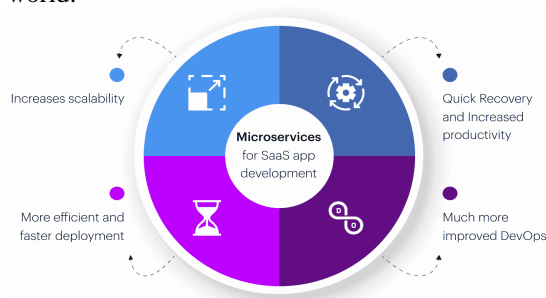 world.
Increases scalability
Quick Recovery
and Increased
productivity
Microservices
for SaaS app
development
More efficient and
faster deployment
D D
Much more
improved DevOps